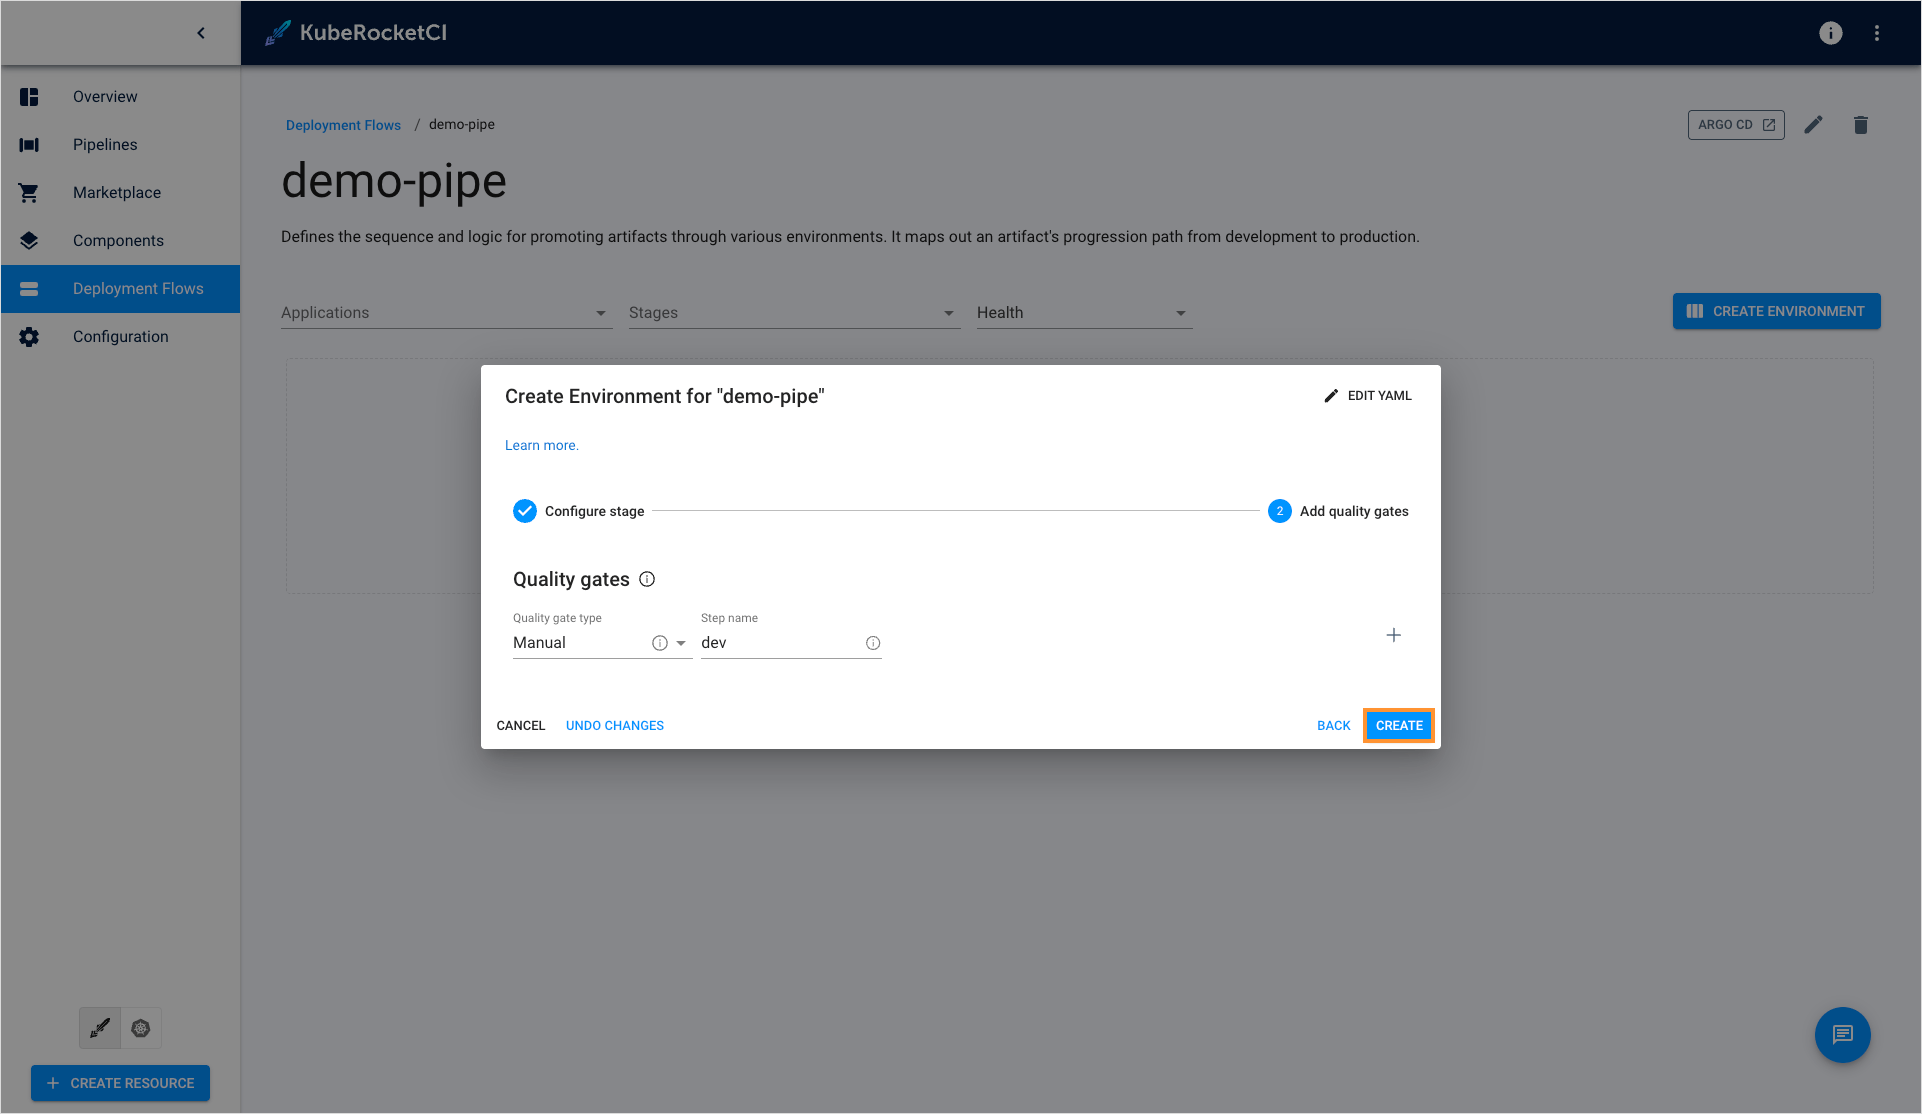 KubeRocketCI
Overview
Pipelines
Marketplace
Components
Deployment Flows
Configuration
Deployment Flows / demo-pipe
ARGO CD
demo-pipe
Defines the sequence and logic for promoting artifacts through various environments. It maps out an artifact's progression path from development to production.
Applications
Stages
Health
CREATE ENVIRONMENT
Create Environment for "demo-pipe"
EDIT YAML
Learn more.
Configure stage
2 Add quality gates
Quality gates
Quality gate type
Step name
Manual
dev
CANCEL
UNDO CHANGES
BACK
CREATE
CREATE RESOURCE